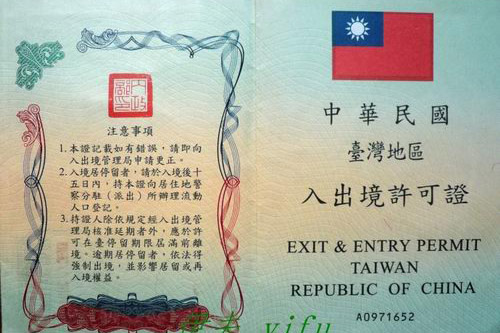 內政部印
注意事項
1. 本證記載如有錯誤，請即向
入出境管理局申請更正。
2. 入境居停留者，請於入境後十
五日內，持本證向居住地警
察分駐（派出）所辦理流動
人口登記。
3. 持證人除依規定經入出境管
理局核准延期者外，應於許
可在臺停留期限屆滿前離
境。逾期居停留者，依法得
強制出境，並影響居留或再
入境權益。
中華民國
臺灣地區
入出境許可證
EXIT & ENTRY PERMIT
TAIWAN
REPUBLIC OF CHINA
A0971652
yifu